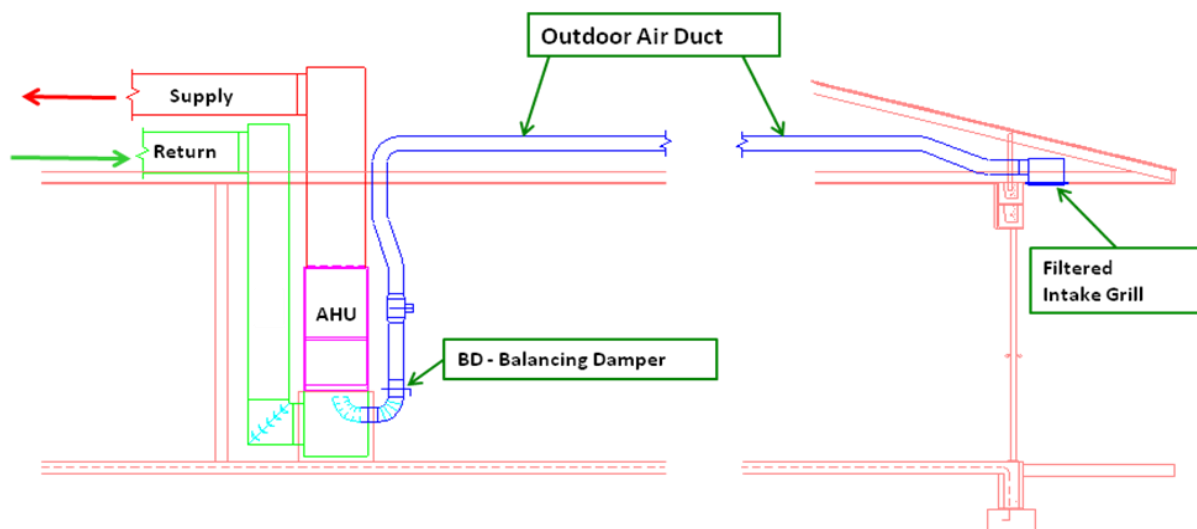 Outdoor Air Duct
Supply
Return
Filtered
Intake Grill
AHU
BD - Balancing Damper